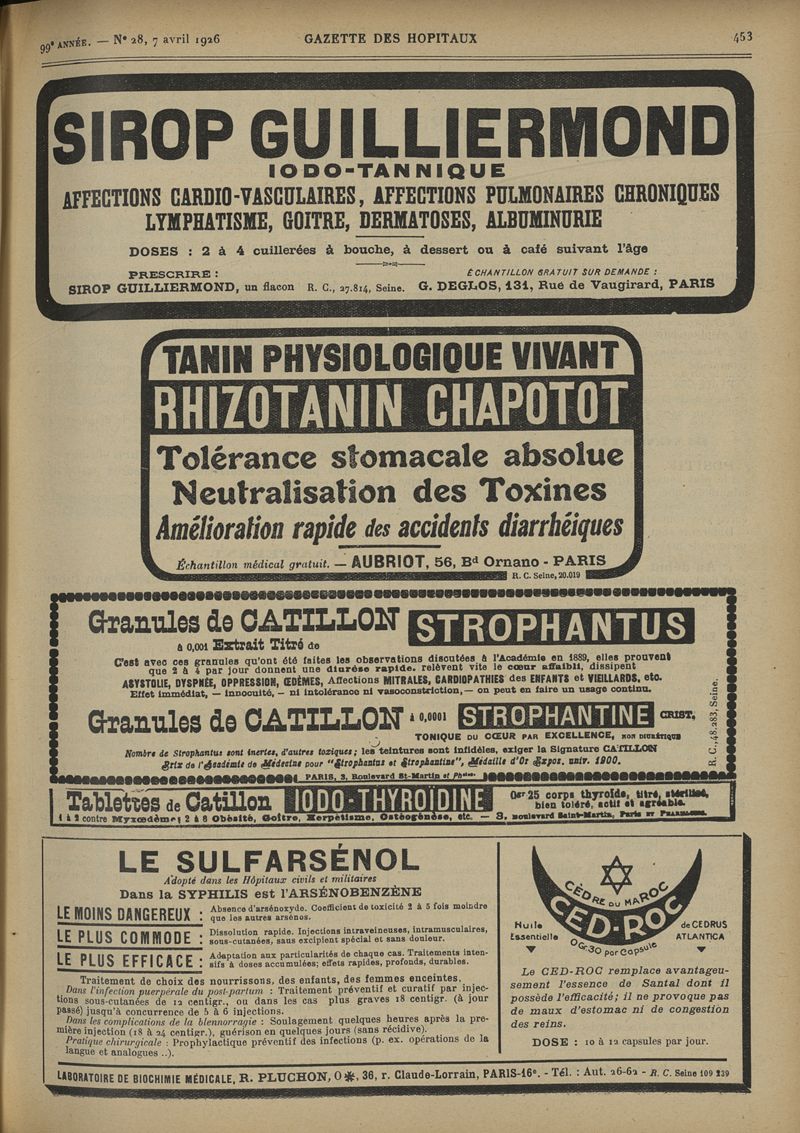 99e ANNÉE. — No 28, 7 avril 1926
GAZETTE DES HOPITAUX
453
SIROP GUILLIERMOND
IODO-TANNIQUE
AFFECTIONS CARDIO-VASCULAIRES, AFFECTIONS PULMONAIRES CHRONIQUES
LYMPHATISME, GOITRE, DERMATOSES, ALBUMINURIE
DOSES : 2 à 4 cuillerées à bouche, à dessert ou à café suivant l'âge
PRESCRIRE :
SIROP GUILLIERMOND, un flacon R. C., 27.814, Seine.
ÉCHANTILLON GRATUIT SUR DEMANDE :
G. DEGLOS, 131, Rue de Vaugirard, PARIS
TANIN PHYSIOLOGIQUE VIVANT
RHIZOTANIN CHAPOTOT
Tolérance stomacale absolue
Neutralisation des Toxines
Amélioration rapide des accidents diarrhéiques
Échantillon médical gratuit. — AUBRIOT, 56, Bd Ornano - PARIS
R. C. Seine, 20.019
Granules de CATILLON STROPHANTUS
à 0,001 Extrait Titré de
C'est avec ces granules qu'ont été faites les observations discutées à l'Académie en 1889, elles prouvent
que 2 à 4 par jour donnent une diurèse rapide, relèvent vite le cœur affaibli, dissipent
ASYSTOLIE, DYSPNÉE, OPPRESSION, ŒDÈMES, Affections MITRALES, CARDIOPATHIES des ENFANTS et VIEILLARDS, etc.
Effet immédiat, — innocuité, — ni intolérance ni vasoconstriction, — on peut en faire un usage continu.
Granules de CATILLON à 0,0001 STROPHANTINE CRIST.
TONIQUE DU CŒUR PAR EXCELLENCE, NON DIURÉTIQUE
Nombre de Strophantus sont inertes, d'autres toxiques; les teintures sont infidèles, exiger la Signature CATILLON
Prix de l'Académie de Médecine pour "Strophantus et Strophantine", Médaille d'Or Expos. univ. 1900.
PARIS, 3, Boulevard St-Martin et Phcies.
R. C., 48.283, Seine.
Tablettes de Catillon IODO-THYROÏDINE
0gr25 corps thyroïde, titré, stérilisé,
bien toléré, actif et agréable.
1 à 2 contre Myxœdème; 2 à 8 Obésité, Goître, Herpétisme, Ostéogénèse, etc. — 3, Boulevard Saint-Martin, Paris ET PHARMACIES.
LE SULFARSÉNOL
Adopté dans les Hôpitaux civils et militaires
Dans la SYPHILIS est l'ARSÉNOBENZÈNE
LE MOINS DANGEREUX : Absence d'arsénoxyde. Coefficient de toxicité 2 à 5 fois moindre
que les autres arsénos.
LE PLUS COMMODE : Dissolution rapide. Injections intraveineuses, intramusculaires,
sous-cutanées, sans excipient spécial et sans douleur.
LE PLUS EFFICACE : Adaptation aux particularités de chaque cas. Traitements inten-
sifs à doses accumulées; effets rapides, profonds, durables.
Traitement de choix des nourrissons, des enfants, des femmes enceintes.
Dans l'infection puerpérale du post-partum : Traitement préventif et curatif par injec-
tions sous-cutanées de 12 centigr., ou dans les cas plus graves 18 centigr. (à jour
passé) jusqu'à concurrence de 5 à 6 injections.
Dans les complications de la blennorragie : Soulagement quelques heures après la pre-
mière injection (18 à 24 centigr.), guérison en quelques jours (sans récidive).
Pratique chirurgicale : Prophylactique préventif des infections (p. ex. opérations de la
langue et analogues ..).
CÈDRE DU MAROC
CED-ROC
Huile
Essentielle
de CEDRUS
ATLANTICA
0Gr30 par Capsule
Le CED-ROC remplace avantageu-
sement l'essence de Santal dont il
possède l'efficacité; il ne provoque pas
de maux d'estomac ni de congestion
des reins.
DOSE : 10 à 12 capsules par jour.
LABORATOIRE DE BIOCHIMIE MÉDICALE, R. PLUCHON, O✻, 36, r. Claude-Lorrain, PARIS-16e. - Tél. : Aut. 26-62 - R. C. Seine 109 239